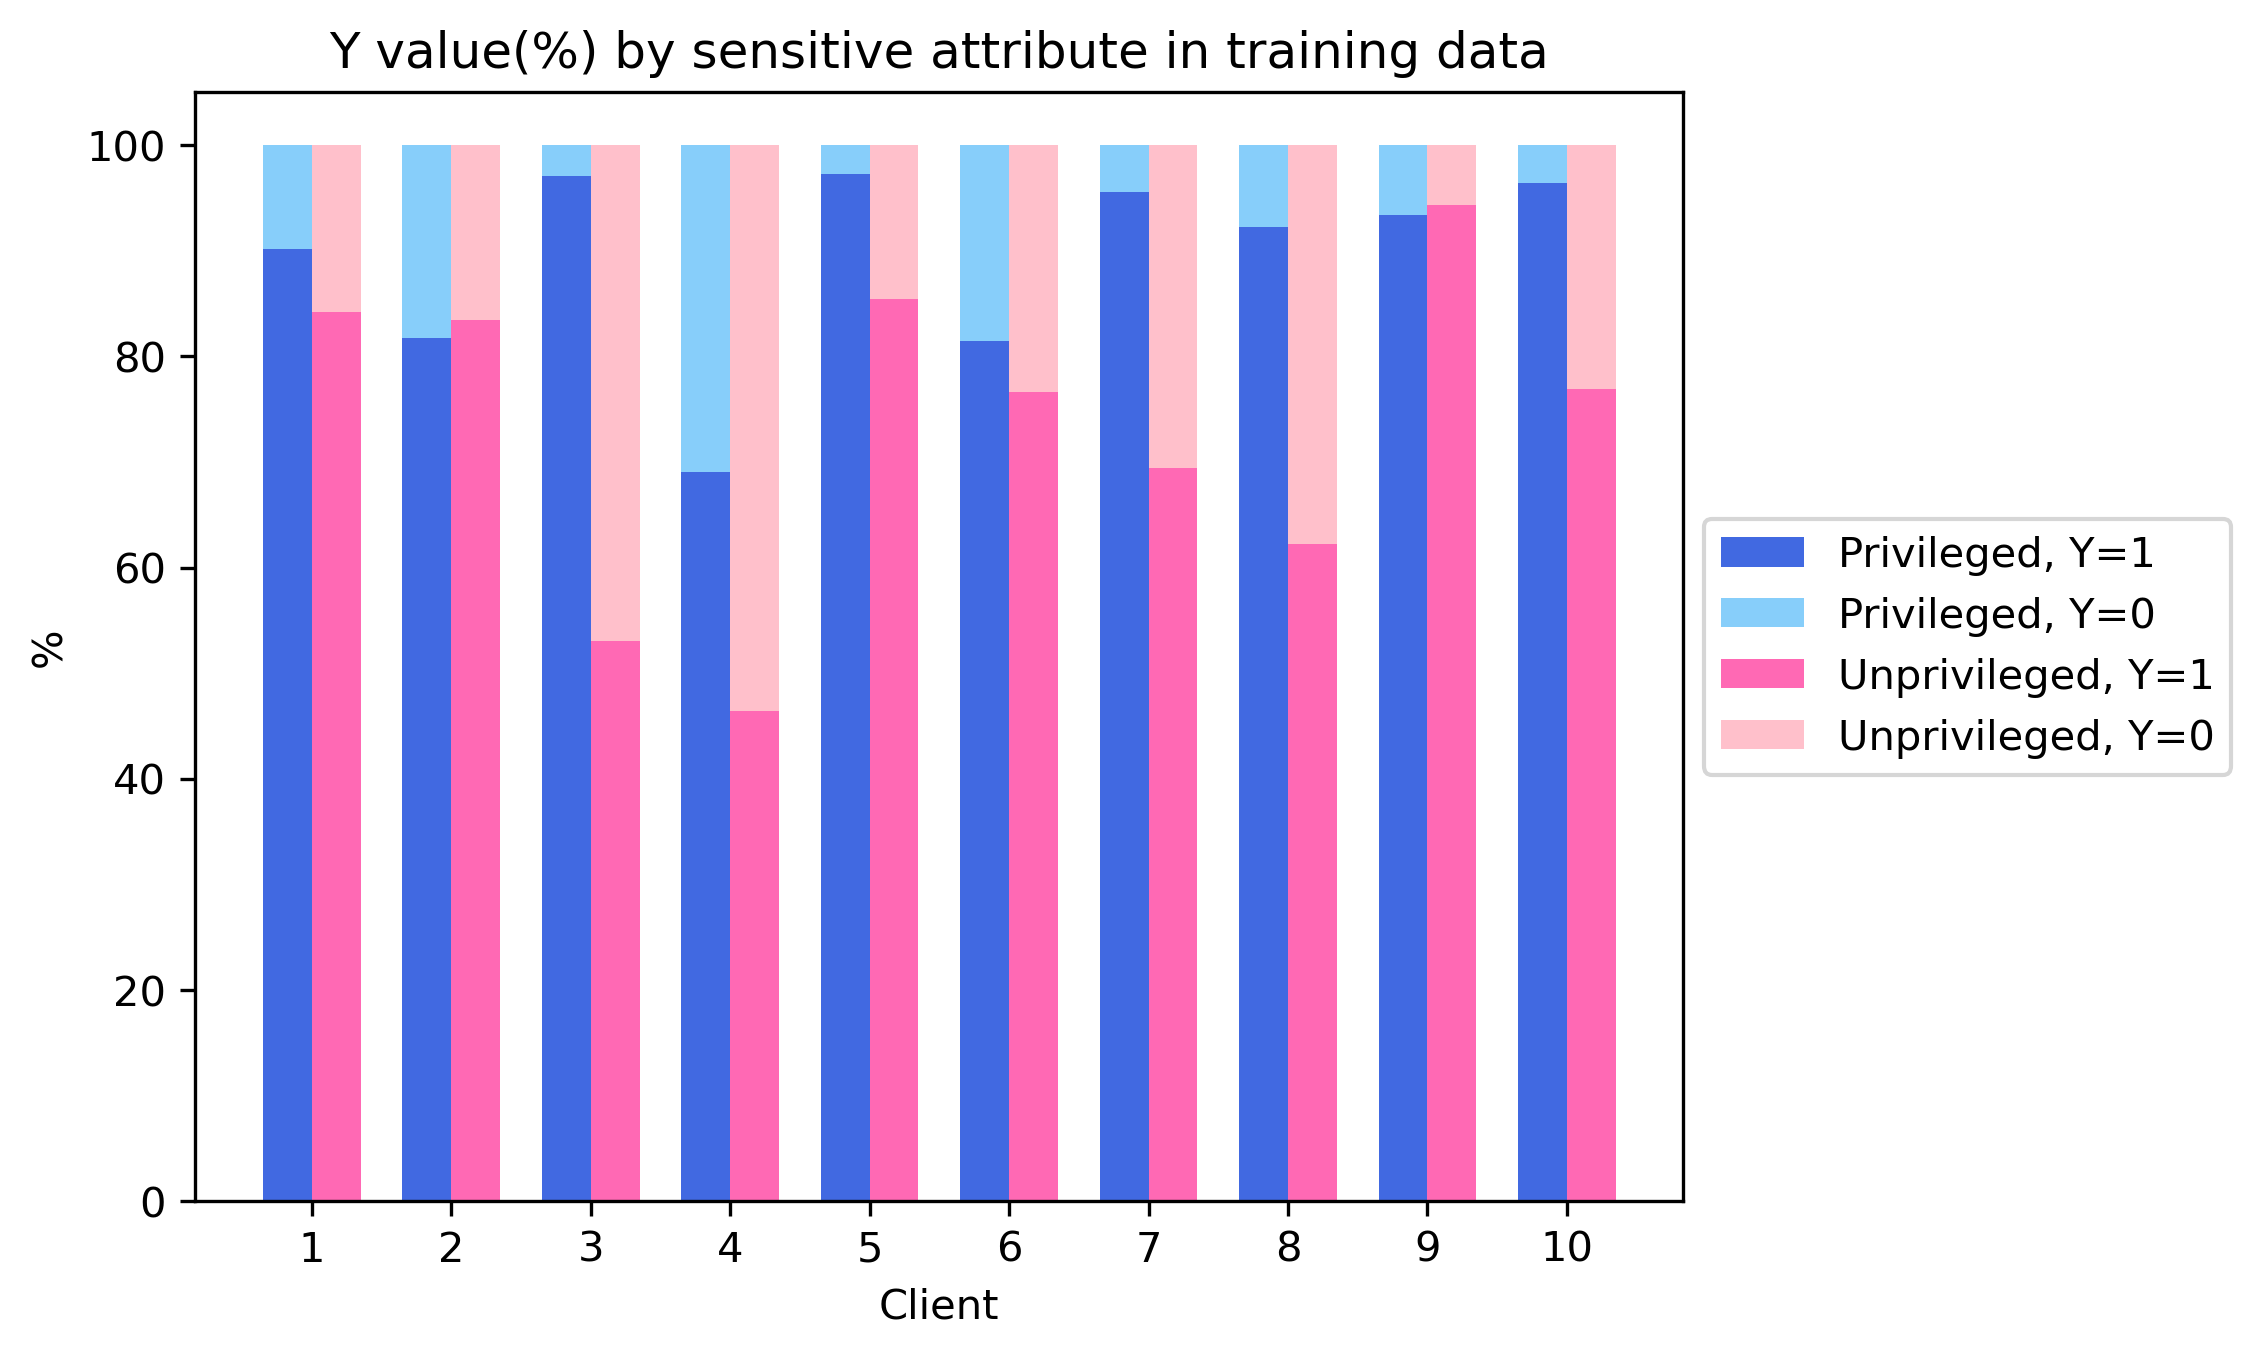 Y value(%) by sensitive attribute in training data
100
80
60
40
20
0
%
1 2 3 4 5 6 7 8 9 10
Client
Privileged, Y=1
Privileged, Y=0
Unprivileged, Y=1
Unprivileged, Y=0